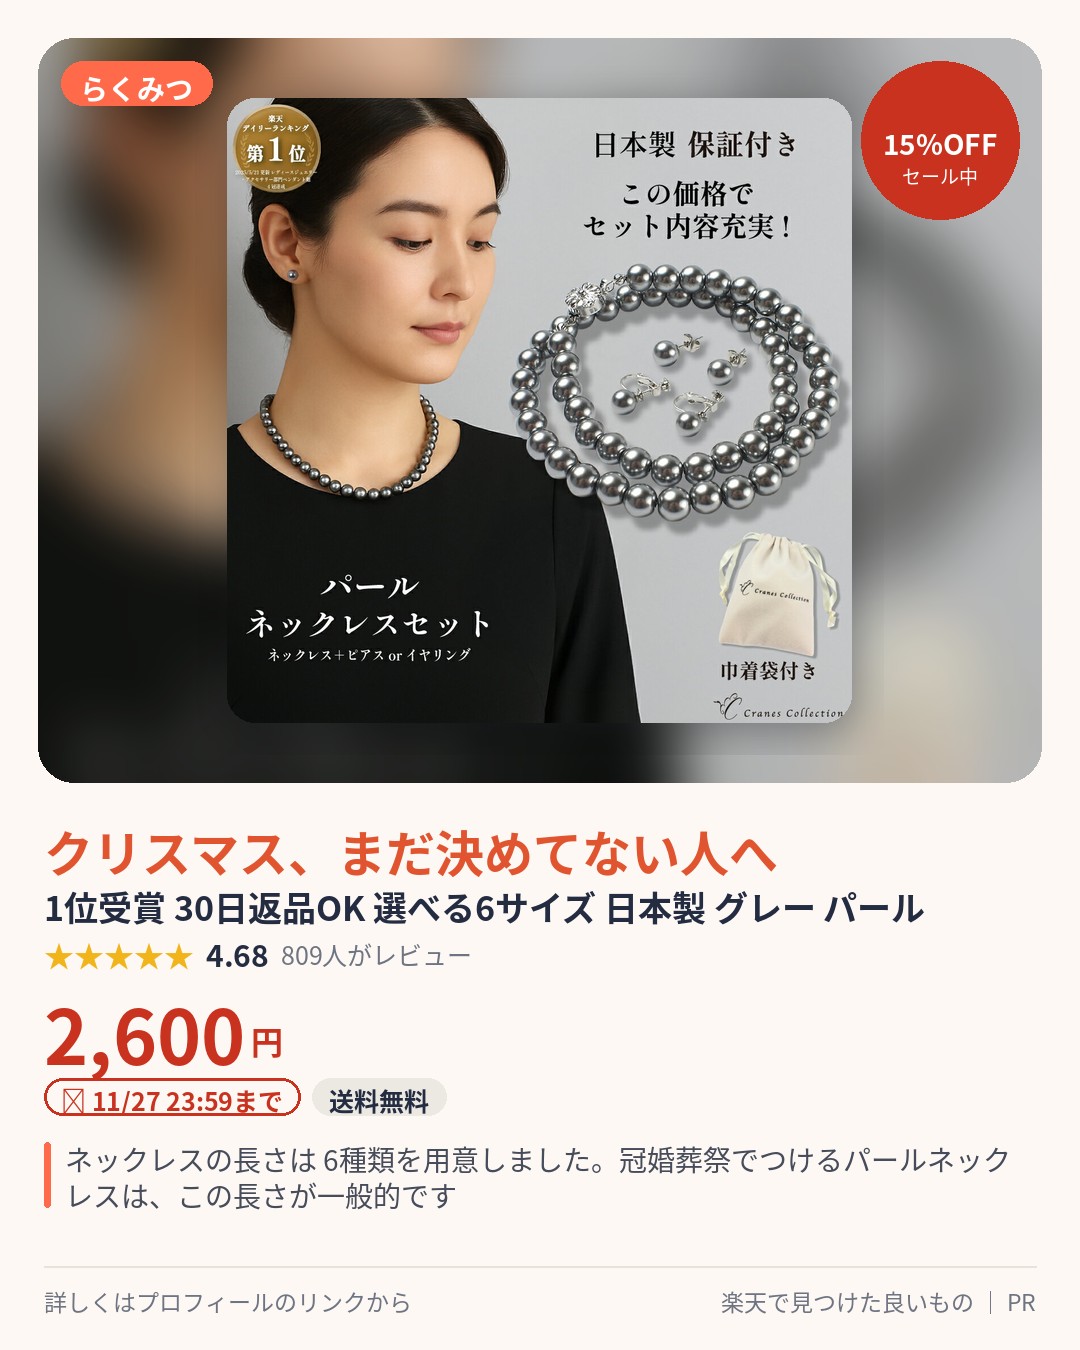 らくみつ
楽天
デイリーランキング
第1位
日本製 保証付き
この価格で
セット内容充実！
15%OFF
セール中
パール
ネックレスセット
ネックレス＋ピアス or イヤリング
Cranes Collection
巾着袋付き
Cranes Collection
クリスマス、まだ決めてない人へ
1位受賞 30日返品OK 選べる6サイズ 日本製 グレー パール
★★★★★ 4.68 809人がレビュー
2,600円
11/27 23:59まで 送料無料
ネックレスの長さは 6種類を用意しました。冠婚葬祭でつけるパールネック
レスは、この長さが一般的です
詳しくはプロフィールのリンクから
楽天で見つけた良いもの｜PR